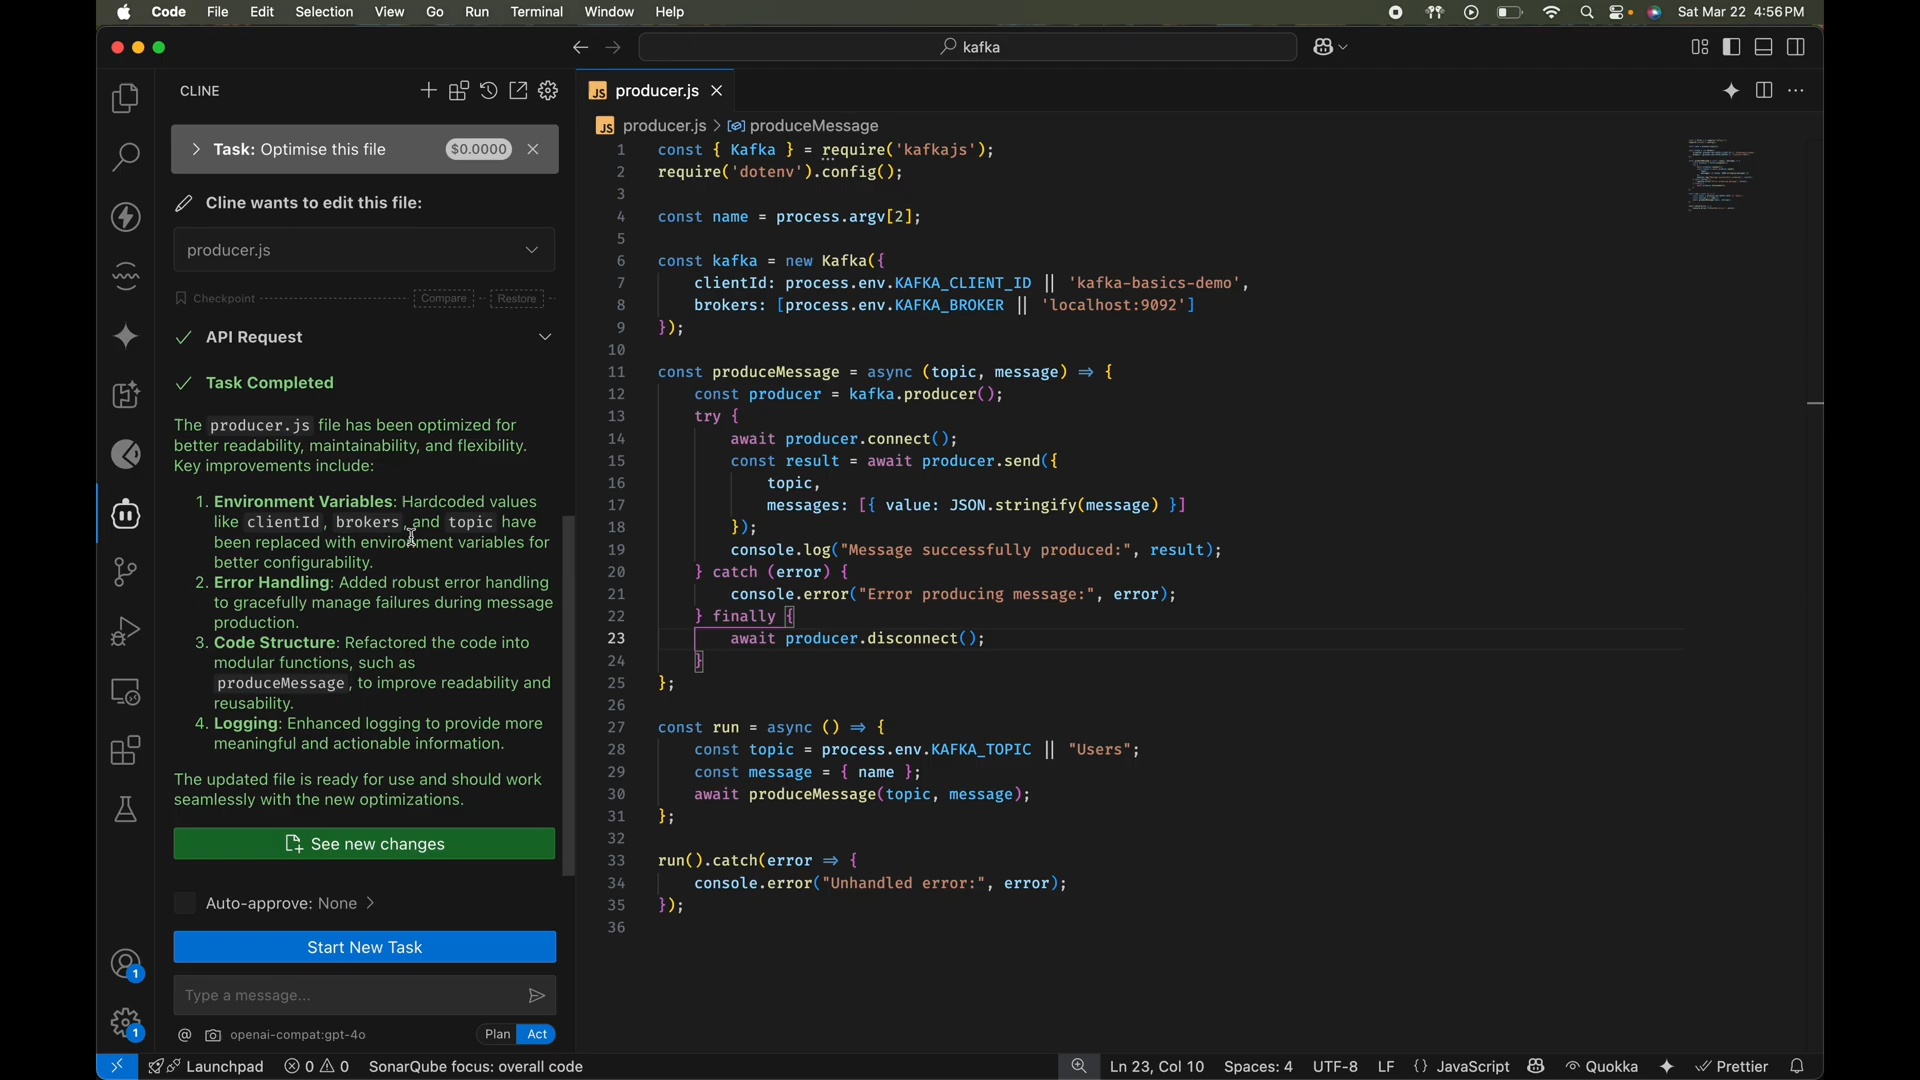 Code File Edit Selection View Go Run Terminal Window Help
Sat Mar 22 4:56 PM
kafka
CLINE
producer.js
Task: Optimise this file
$0.0000
Cline wants to edit this file:
producer.js
Checkpoint
Compare
Restore
API Request
Task Completed
The producer.js file has been optimized for
better readability, maintainability, and flexibility.
Key improvements include:
1. Environment Variables: Hardcoded values
like clientId, brokers, and topic have
been replaced with environment variables for
better configurability.
2. Error Handling: Added robust error handling
to gracefully manage failures during message
production.
3. Code Structure: Refactored the code into
modular functions, such as
produceMessage, to improve readability and
reusability.
4. Logging: Enhanced logging to provide more
meaningful and actionable information.
The updated file is ready for use and should work
seamlessly with the new optimizations.
See new changes
Auto-approve: None >
Start New Task
Type a message...
@ openai-compat:gpt-4o
Plan Act
1
1
JS producer.js
JS producer.js > produceMessage
1 const { Kafka } = require('kafkajs');
2 require('dotenv').config();
3
4 const name = process.argv[2];
5
6 const kafka = new Kafka({
7 clientId: process.env.KAFKA_CLIENT_ID || 'kafka-basics-demo',
8 brokers: [process.env.KAFKA_BROKER || 'localhost:9092']
9 });
10
11 const produceMessage = async (topic, message) => {
12 const producer = kafka.producer();
13 try {
14 await producer.connect();
15 const result = await producer.send({
16 topic,
17 messages: [{ value: JSON.stringify(message) }]
18 });
19 console.log("Message successfully produced:", result);
20 } catch (error) {
21 console.error("Error producing message:", error);
22 } finally {
23 await producer.disconnect();
24 }
25 };
26
27 const run = async () => {
28 const topic = process.env.KAFKA_TOPIC || "Users";
29 const message = { name };
30 await produceMessage(topic, message);
31 };
32
33 run().catch(error => {
34 console.error("Unhandled error:", error);
35 });
36
Launchpad 0 0 SonarQube focus: overall code
Ln 23, Col 10 Spaces: 4 UTF-8 LF {} JavaScript Quokka Prettier